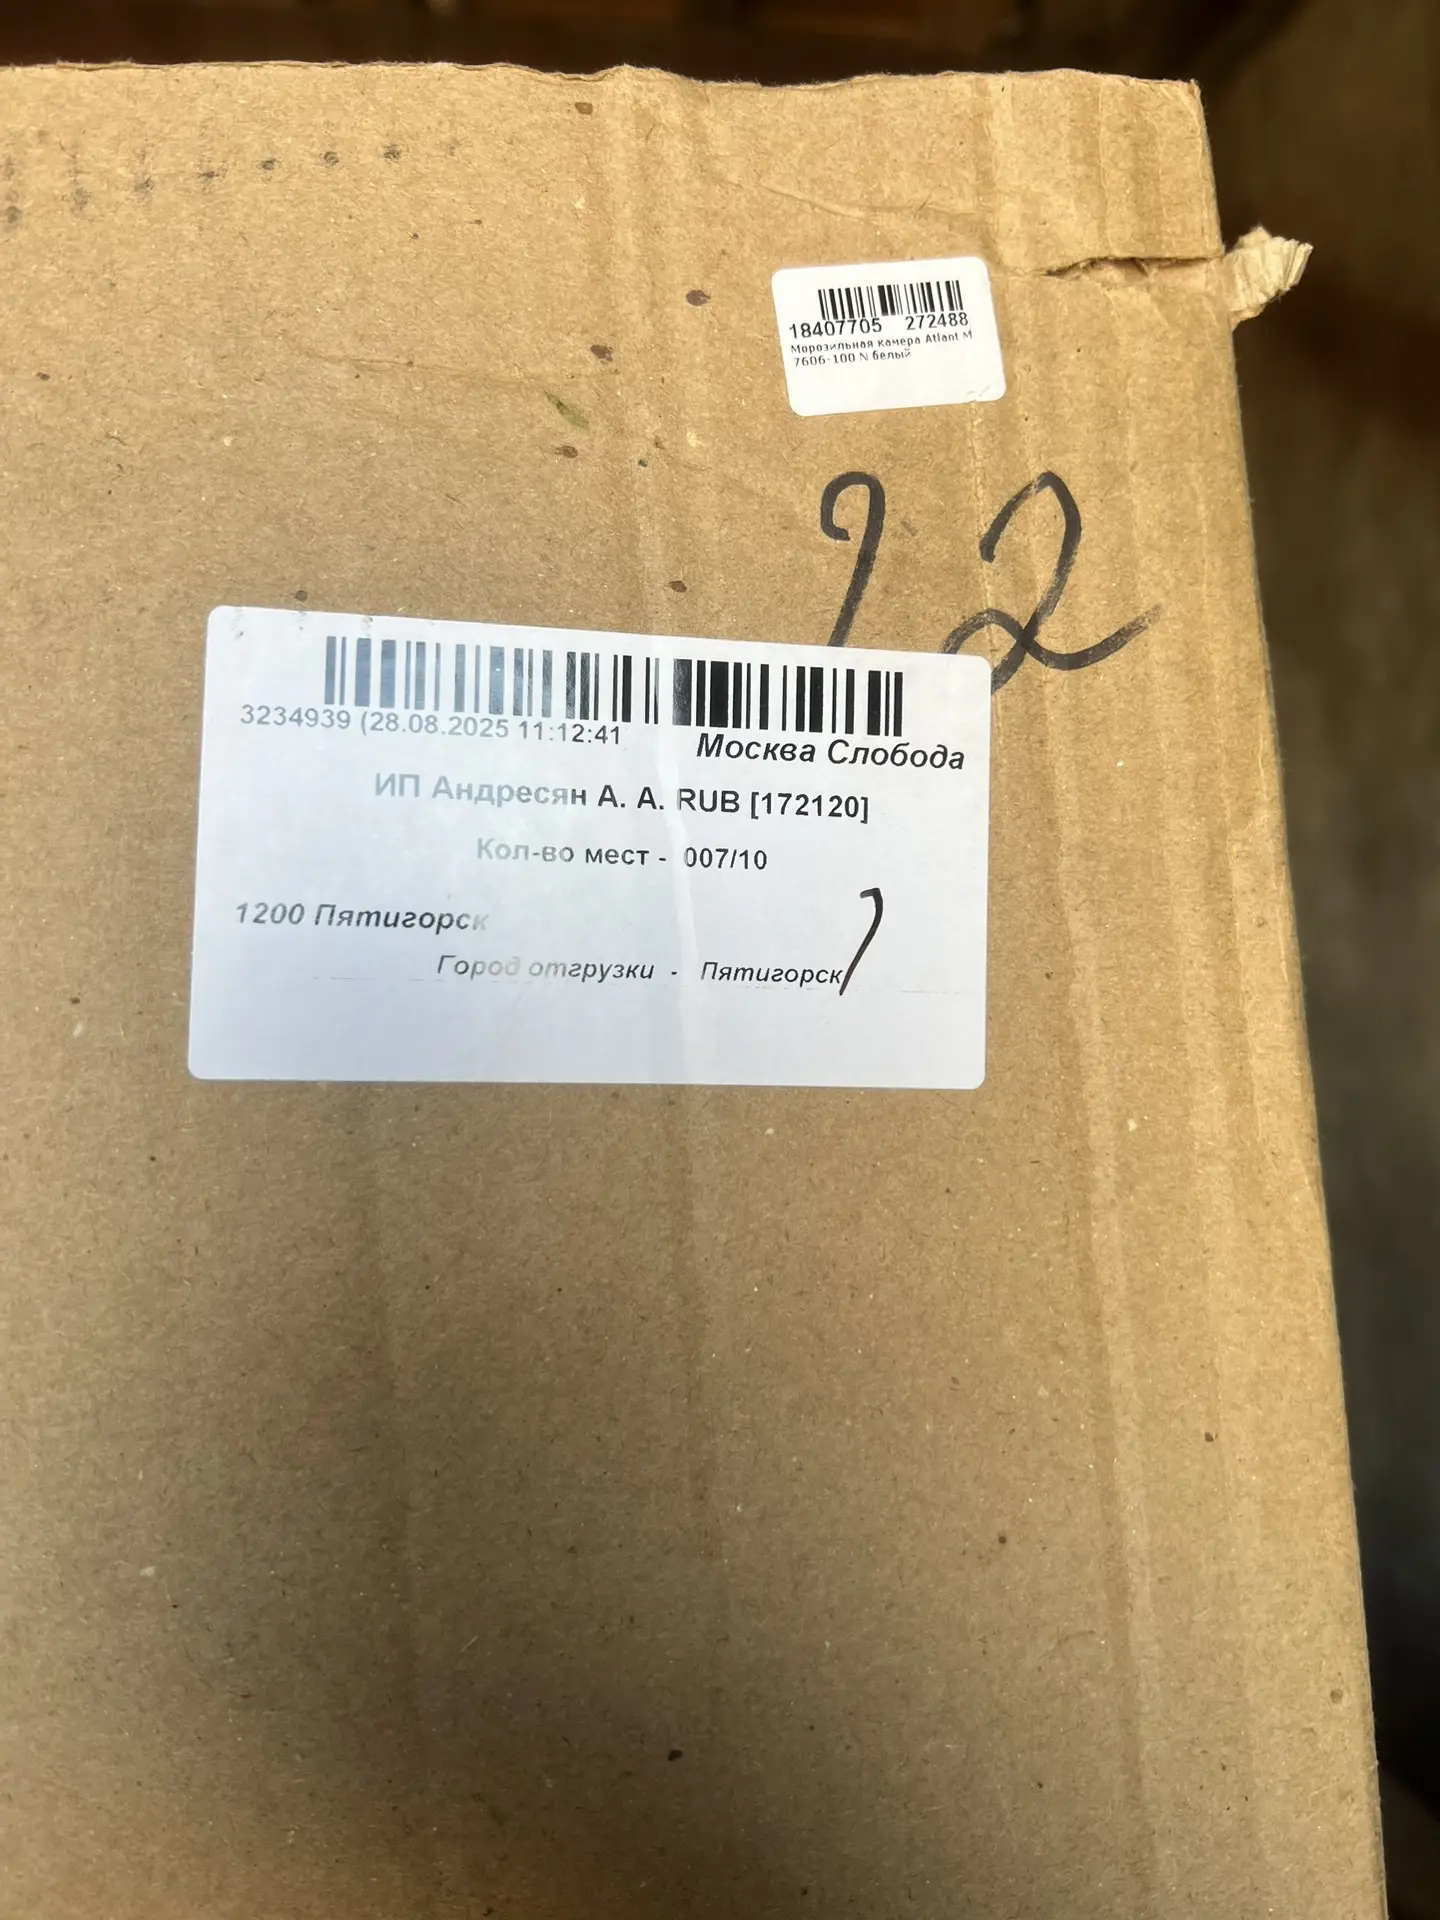 18407705 272488
Морозильная камера Atlant М
7606-100 N белый
22
3234939 (28.08.2025 11:12:41
Москва Слобода
ИП Андресян А. А. RUB [172120]
Кол-во мест - 007/10
1200 Пятигорск
Город отгрузки - Пятигорск